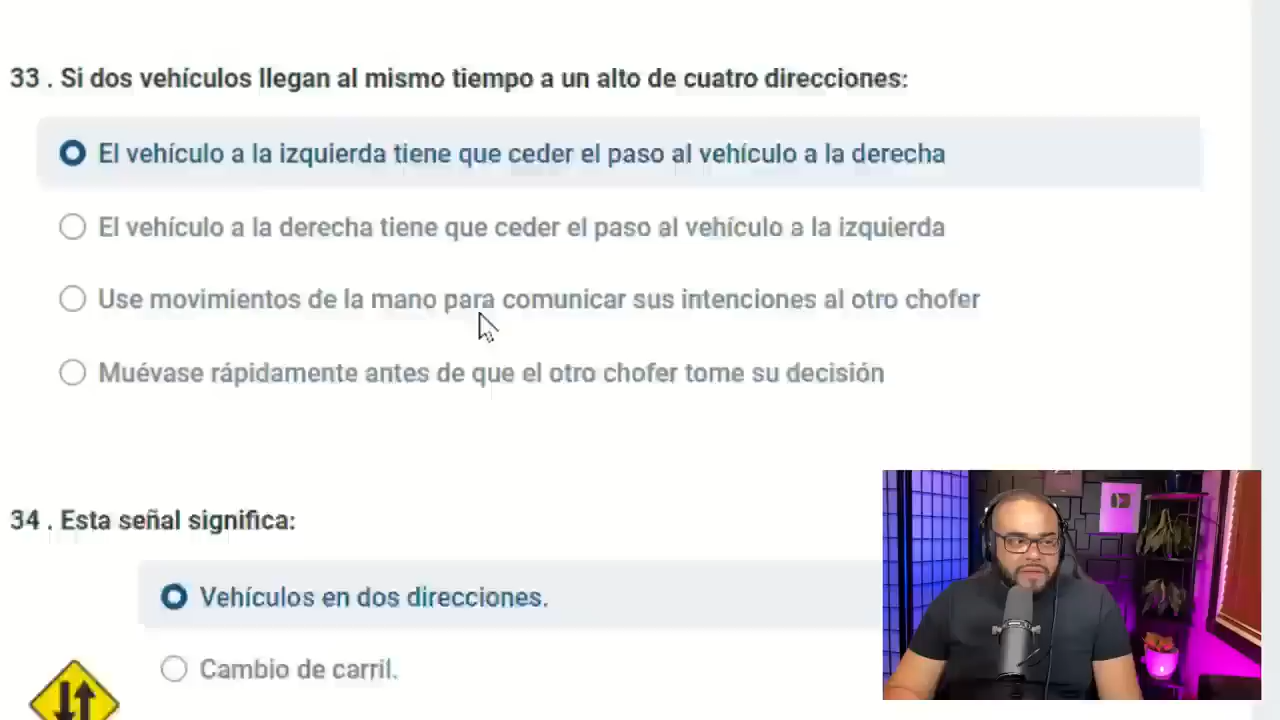 33 . Si dos vehículos llegan al mismo tiempo a un alto de cuatro direcciones:
El vehículo a la izquierda tiene que ceder el paso al vehículo a la derecha
El vehículo a la derecha tiene que ceder el paso al vehículo a la izquierda
Use movimientos de la mano para comunicar sus intenciones al otro chofer
Muévase rápidamente antes de que el otro chofer tome su decisión
34 . Esta señal significa:
Vehículos en dos direcciones.
Cambio de carril.